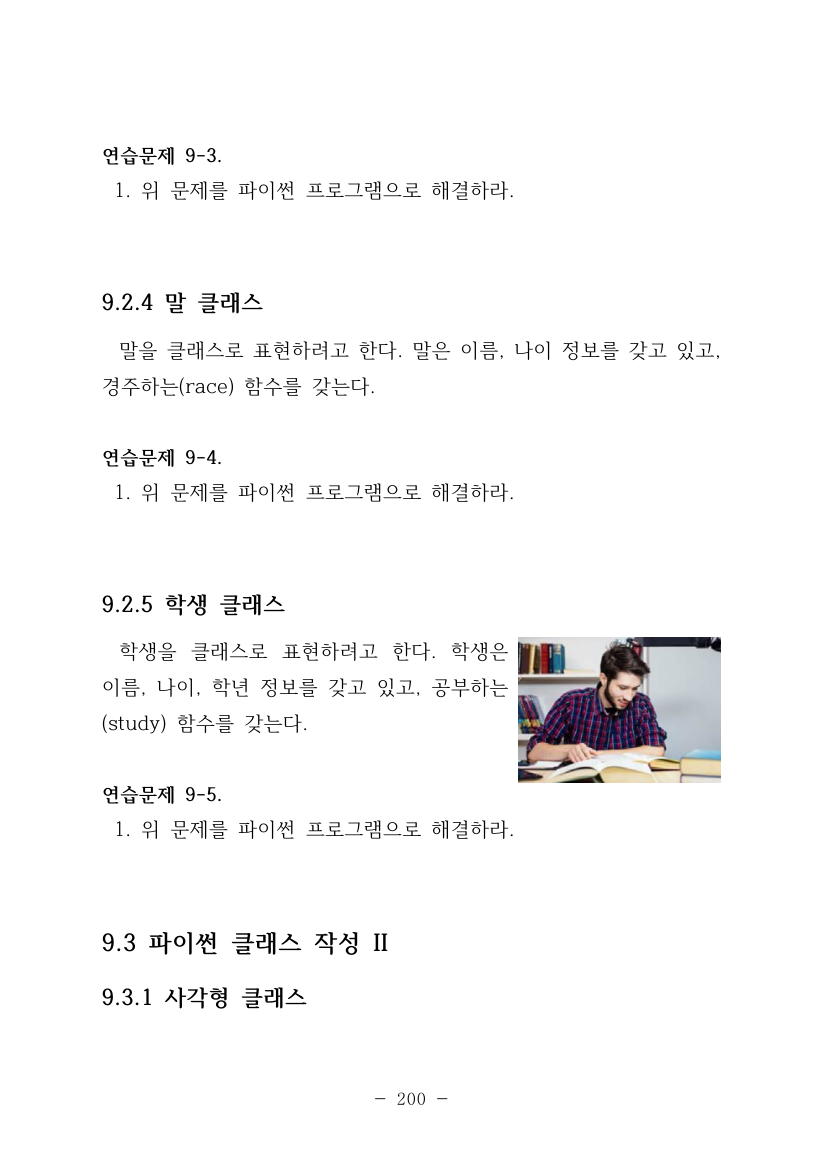 연습문제 9-3.
1. 위 문제를 파이썬 프로그램으로 해결하라.
9.2.4 말 클래스
말을 클래스로 표현하려고 한다. 말은 이름, 나이 정보를 갖고 있고,
경주하는(race) 함수를 갖는다.
연습문제 9-4.
1. 위 문제를 파이썬 프로그램으로 해결하라.
9.2.5 학생 클래스
학생을 클래스로 표현하려고 한다. 학생은
이름, 나이, 학년 정보를 갖고 있고, 공부하는
(study) 함수를 갖는다.
연습문제 9-5.
1. 위 문제를 파이썬 프로그램으로 해결하라.
9.3 파이썬 클래스 작성 II
9.3.1 사각형 클래스
- 200 -